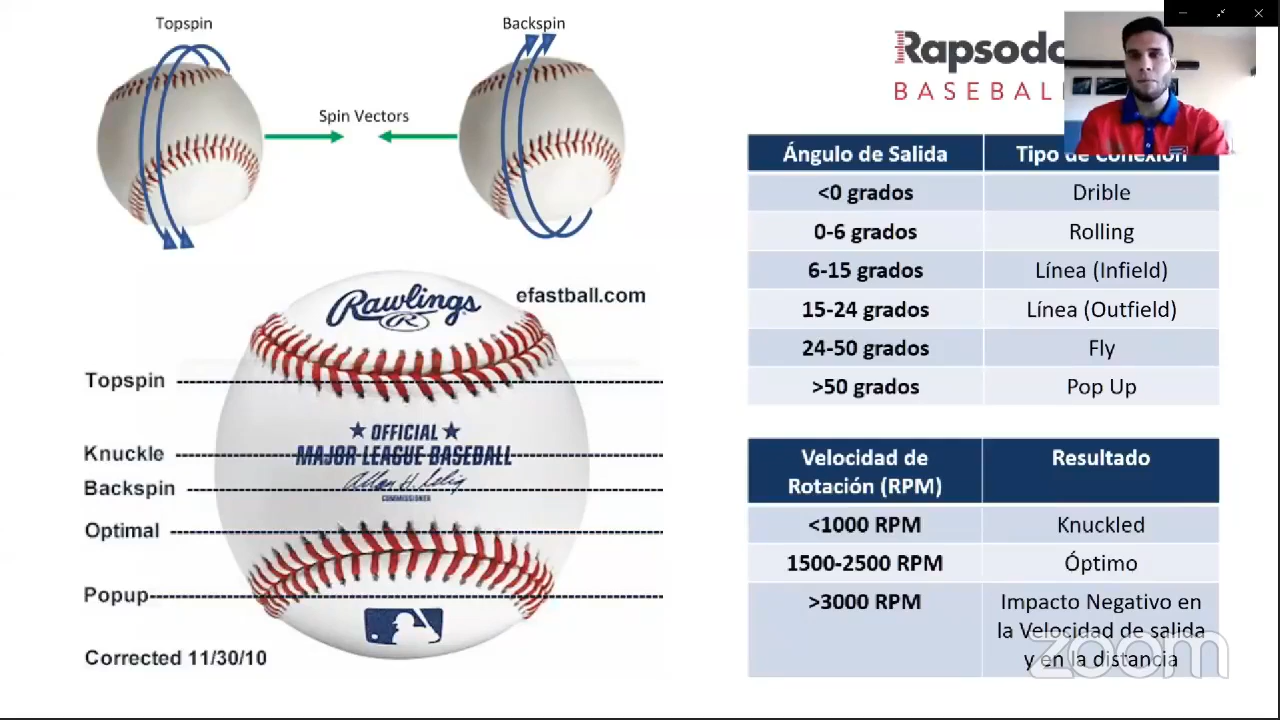 Topspin
Backspin
Spin Vectors
Rapsodo
BASEBALL
Rawlings
R
efastball.com
Topspin
OFFICIAL
Knuckle
MAJOR LEAGUE BASEBALL
Backspin
Allan H. Selig
COMMISSIONER
Optimal
Popup
Corrected 11/30/10
Ángulo de Salida
Tipo de Conexión
<0 grados
Drible
0-6 grados
Rolling
6-15 grados
Línea (Infield)
15-24 grados
Línea (Outfield)
24-50 grados
Fly
>50 grados
Pop Up
Velocidad de
Rotación (RPM)
Resultado
<1000 RPM
Knuckled
1500-2500 RPM
Óptimo
>3000 RPM
Impacto Negativo en
la Velocidad de salida
y en la distancia
zoom